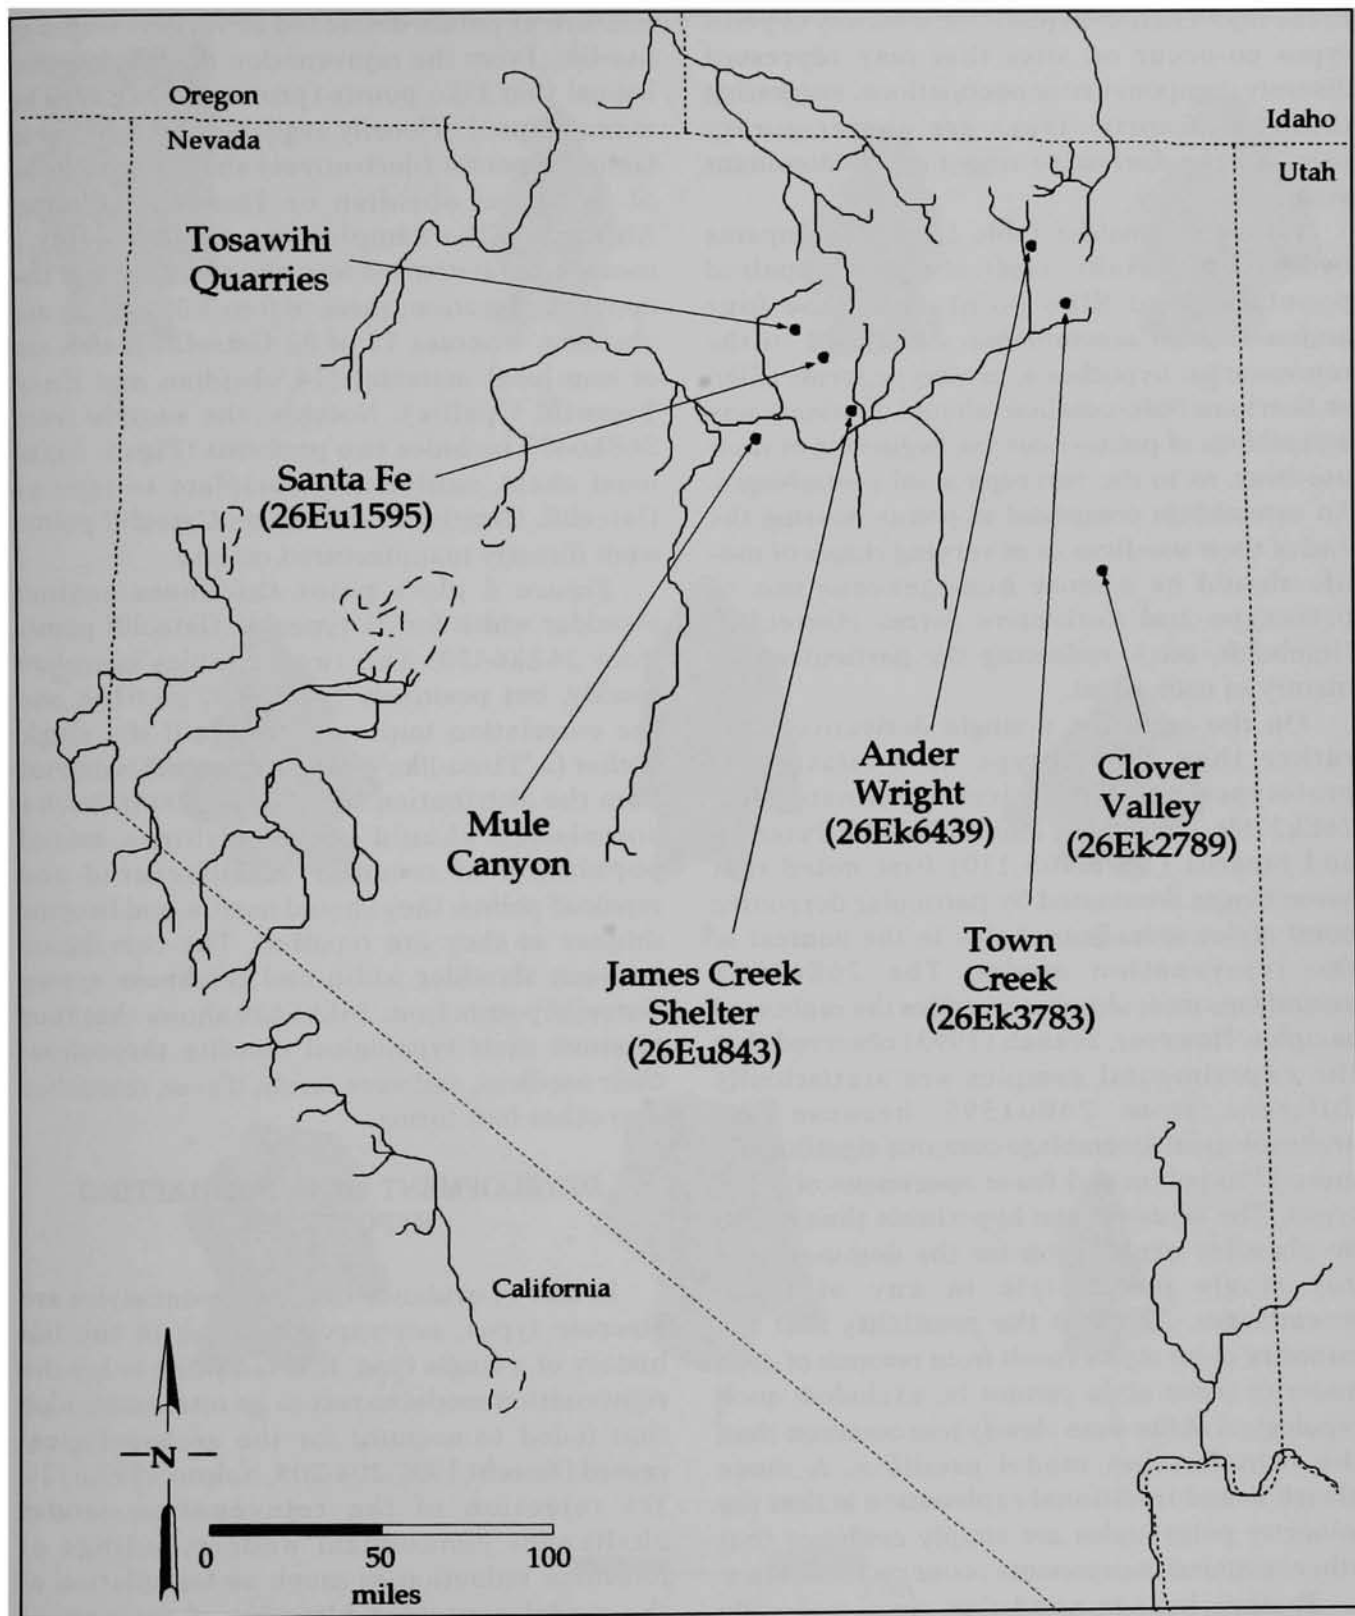 Oregon
Nevada
Idaho
Utah
Tosawihi
Quarries
Santa Fe
(26Eu1595)
Mule
Canyon
Ander
Wright
(26Ek6439)
Clover
Valley
(26Ek2789)
James Creek
Shelter
(26Eu843)
Town
Creek
(26Ek3783)
California
N
0 50 100
miles